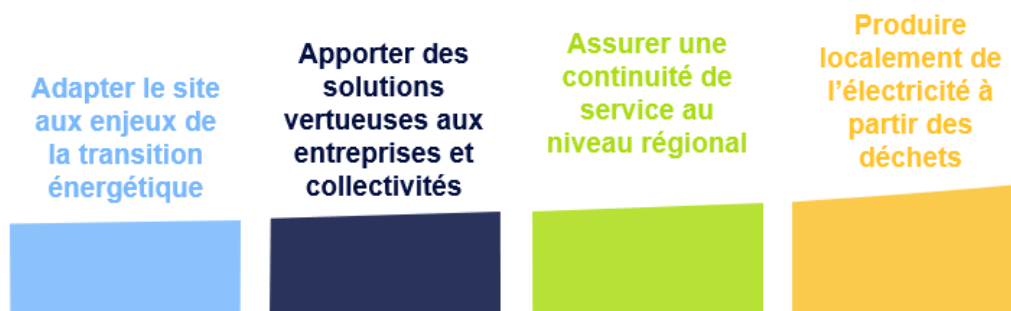 Adapter le site
aux enjeux de
la transition
énergétique
Apporter des
solutions
vertueuses aux
entreprises et
collectivités
Assurer une
continuité de
service au
niveau régional
Produire
localement de
l'électricité à
partir des
déchets